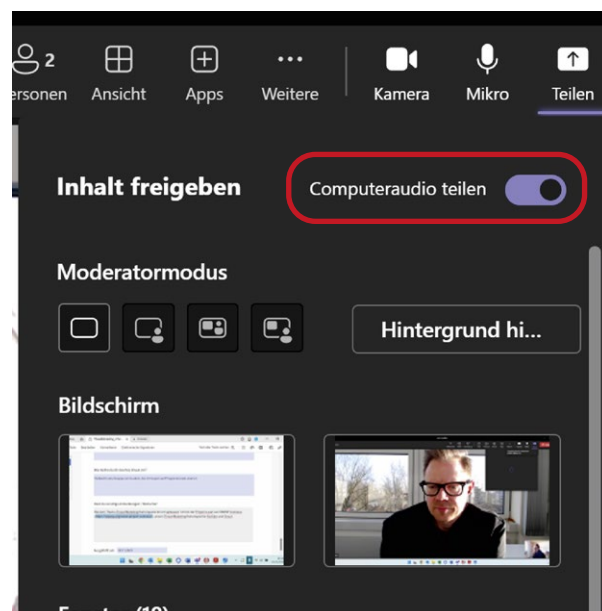 2
ersonen Ansicht Apps Weitere Kamera Mikro Teilen
Inhalt freigeben
Computeraudio teilen
Moderatormodus
Hintergrund hi...
Bildschirm